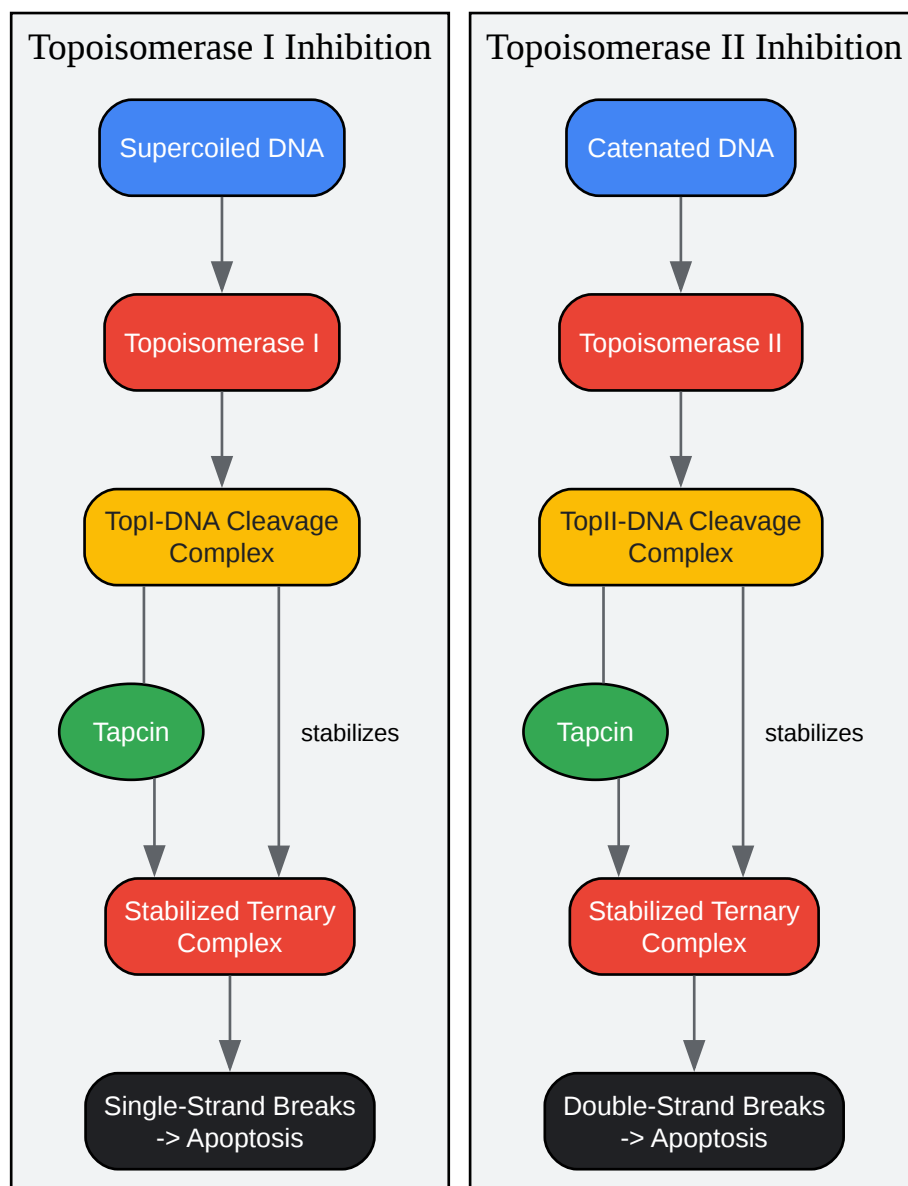 Topoisomerase I Inhibition
Supercoiled DNA
Topoisomerase I
TopI-DNA Cleavage
Complex
Tapcin
stabilizes
Stabilized Ternary
Complex
Single-Strand Breaks
-> Apoptosis
Topoisomerase II Inhibition
Catenated DNA
Topoisomerase II
TopII-DNA Cleavage
Complex
Tapcin
stabilizes
Stabilized Ternary
Complex
Double-Strand Breaks
-> Apoptosis